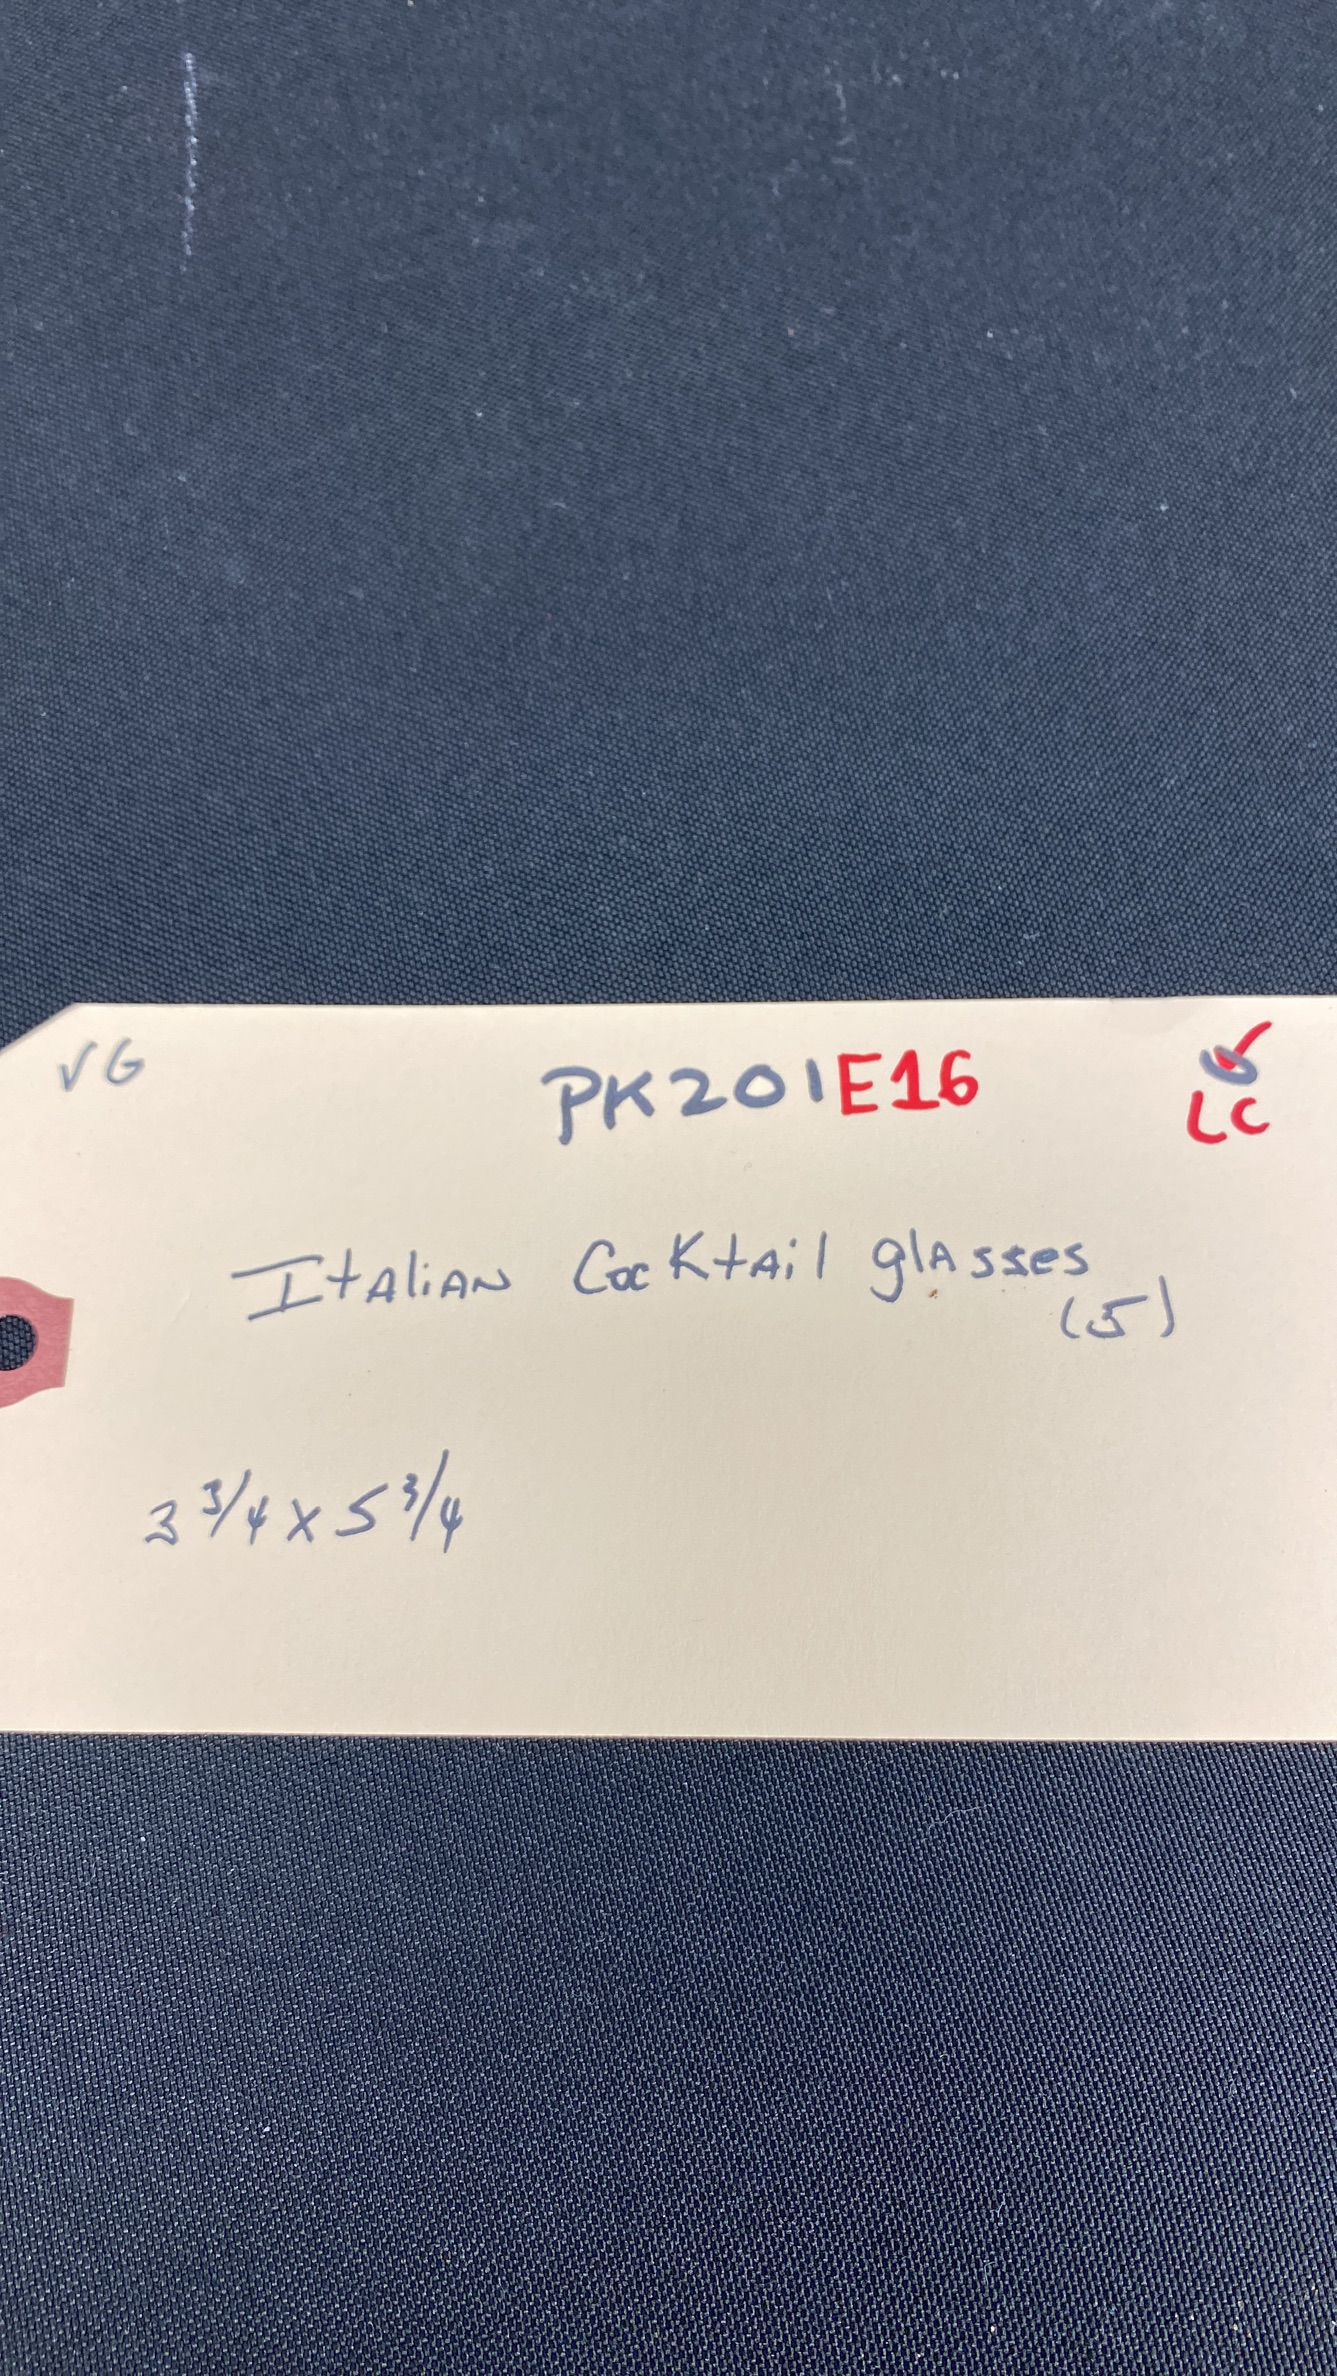 VG
PK201E16
LC
Italian Cocktail glasses
(5)
3 3/4 x 5 3/4